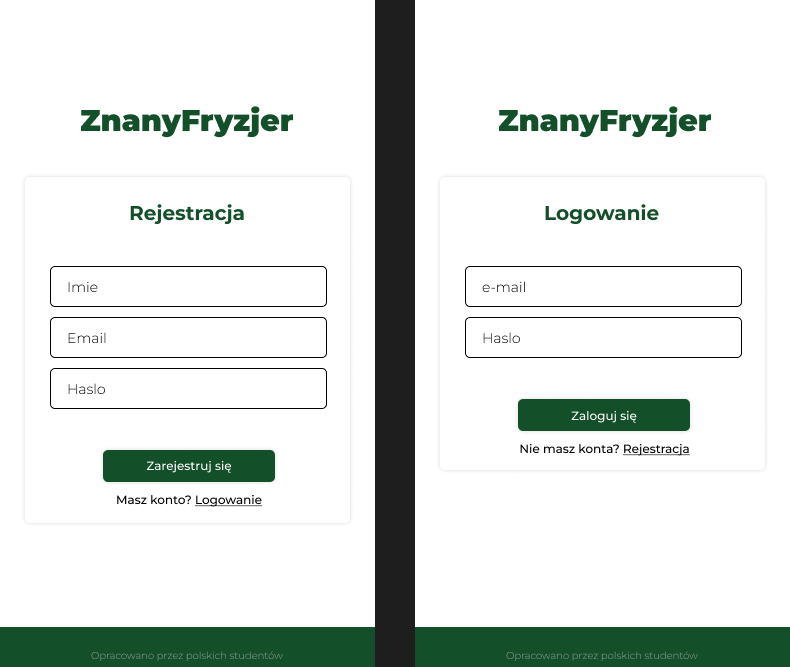 ZnanyFryzjer
Rejestracja
Imie
Email
Haslo
Zarejestruj się
Masz konto? Logowanie
Opracowano przez polskich studentów
ZnanyFryzjer
Logowanie
e-mail
Haslo
Zaloguj się
Nie masz konta? Rejestracja
Opracowano przez polskich studentów